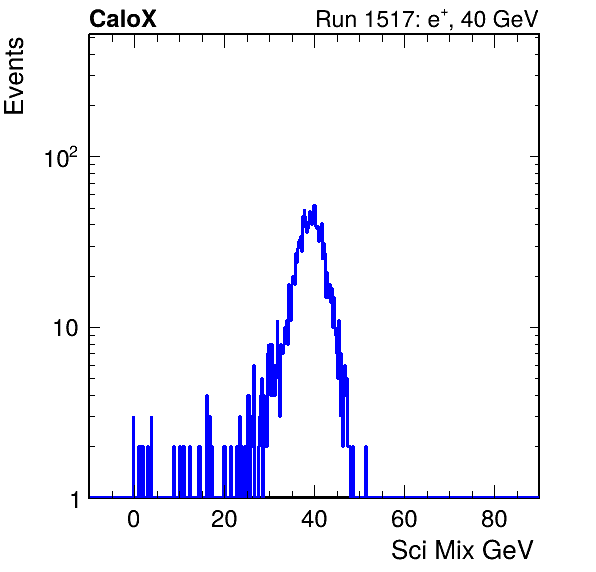 CaloX Run 1517: e⁺, 40 GeV
Events
10²
10
1
0 20 40 60 80
Sci Mix GeV